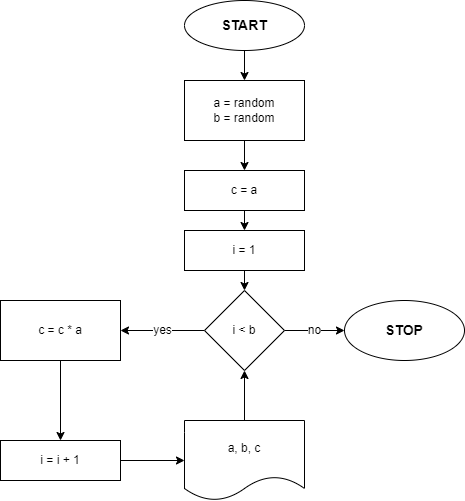 START
a = random
b = random
c = a
i = 1
i < b
yes
no
STOP
c = c * a
i = i + 1
a, b, c